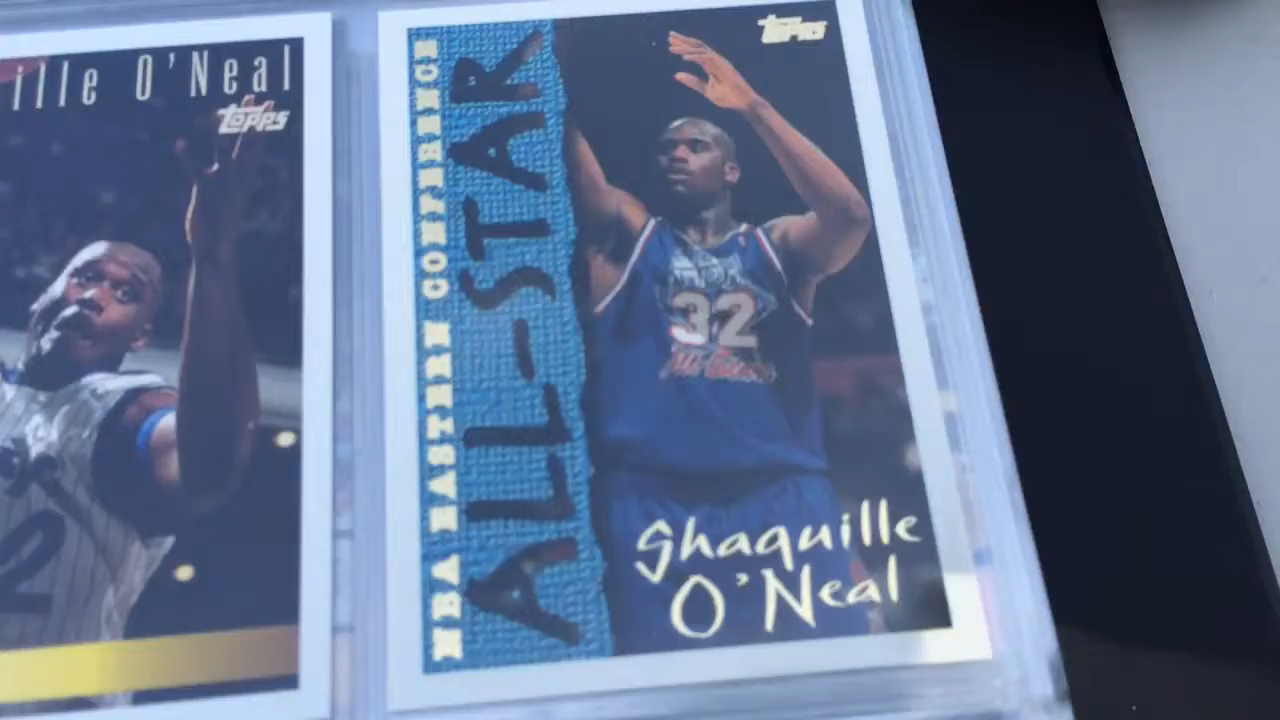 ille O'Neal
topps
NBA EASTERN CONFERENCE
ALL-STAR
topps
32
Shaquille
O'Neal